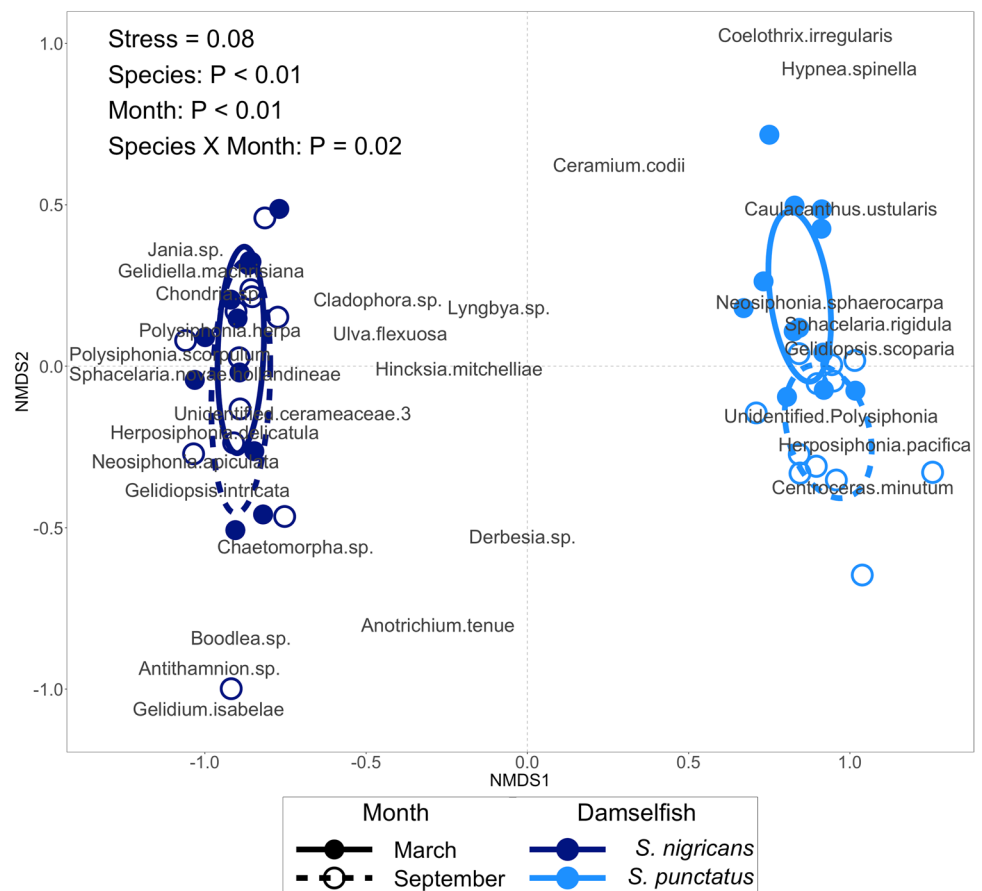 Stress = 0.08
Species: P < 0.01
Month: P < 0.01
Species X Month: P = 0.02
Coelothrix.irregularis
Hypnea.spinella
Ceramium.codii
Caulacanthus.ustularis
Jania.sp.
Gelidiella.machrisiana
Chondria.sp.
Cladophora.sp.
Lyngbya.sp.
Neosiphonia.sphaerocarpa
Polysiphonia.herpa
Ulva.flexuosa
Sphacelaria.rigidula
Polysiphonia.scopulum
Gelidiopsis.scoparia
Sphacelaria.novae.hollandineae
Hincksia.mitchelliae
Unidentified.cerameaceae.3
Unidentified.Polysiphonia
Herposiphonia.delicatula
Herposiphonia.pacifica
Neosiphonia.apiculata
Gelidiopsis.intricata
Centroceras.minutum
Chaetomorpha.sp.
Derbesia.sp.
Anotrichium.tenue
Boodlea.sp.
Antithamnion.sp.
Gelidium.isabelae
1.0
0.5
0.0
-0.5
-1.0
NMDS2
-1.0 -0.5 0.0 0.5 1.0
NMDS1
Month Damselfish
March S. nigricans
September S. punctatus